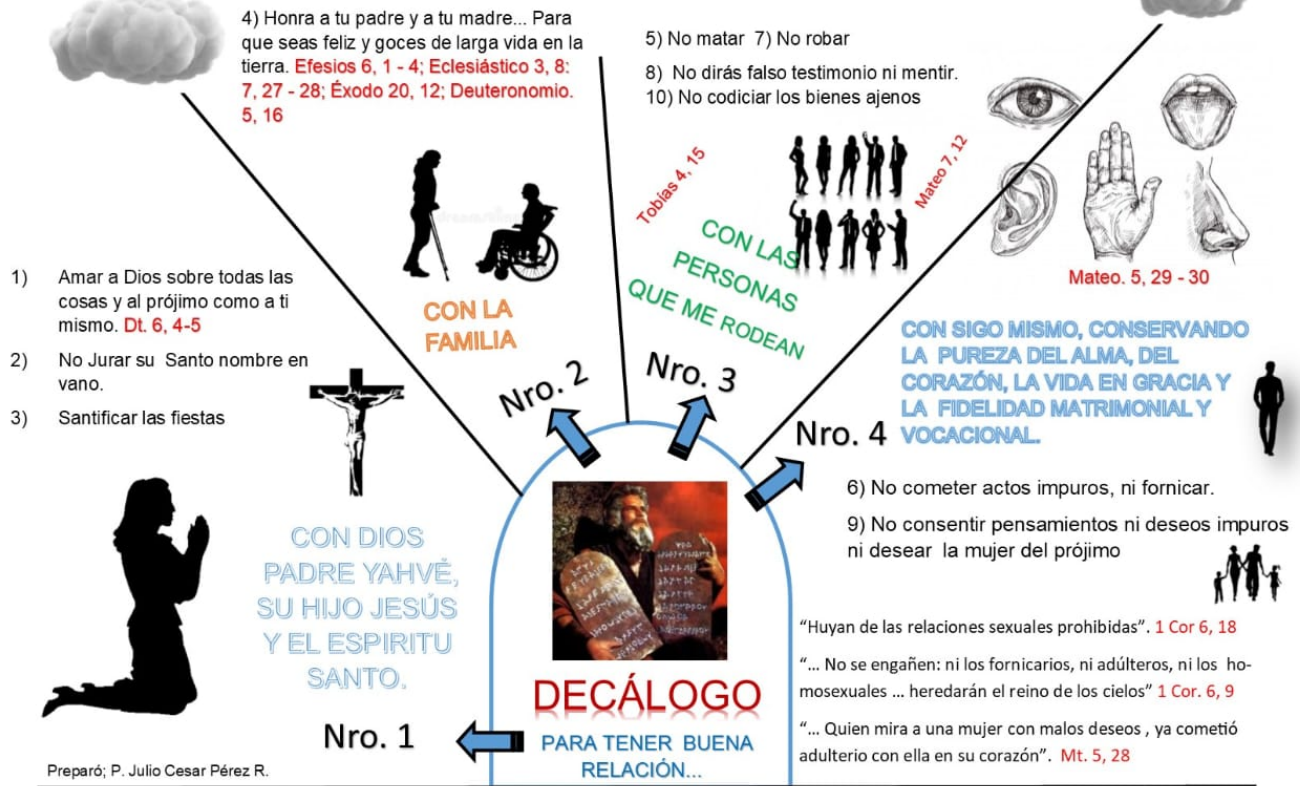 4) Honra a tu padre y a tu madre... Para
que seas feliz y goces de larga vida en la
tierra. Efesios 6, 1 - 4; Eclesiástico 3, 8:
7, 27 - 28; Éxodo 20, 12; Deuteronomio.
5, 16
CON LA
FAMILIA
Nro. 2
5) No matar 7) No robar
8) No dirás falso testimonio ni mentir.
10) No codiciar los bienes ajenos
Tobías 4, 15
Mateo 7, 12
CON LAS
PERSONAS
QUE ME RODEAN
Nro. 3
Mateo. 5, 29 - 30
CON SIGO MISMO, CONSERVANDO
LA PUREZA DEL ALMA, DEL
CORAZÓN, LA VIDA EN GRACIA Y
LA FIDELIDAD MATRIMONIAL Y
VOCACIONAL.
Nro. 4
6) No cometer actos impuros, ni fornicar.
9) No consentir pensamientos ni deseos impuros
ni desear la mujer del prójimo
“Huyan de las relaciones sexuales prohibidas”. 1 Cor 6, 18
“... No se engañen: ni los fornicarios, ni adúlteros, ni los ho-
mosexuales ... heredarán el reino de los cielos” 1 Cor. 6, 9
“... Quien mira a una mujer con malos deseos , ya cometió
adulterio con ella en su corazón”. Mt. 5, 28
1) Amar a Dios sobre todas las
cosas y al prójimo como a ti
mismo. Dt. 6, 4-5
2) No Jurar su Santo nombre en
vano.
3) Santificar las fiestas
CON DIOS
PADRE YAHVÉ,
SU HIJO JESÚS
Y EL ESPIRITU
SANTO.
Nro. 1
DECÁLOGO
PARA TENER BUENA
RELACIÓN...
Preparó; P. Julio Cesar Pérez R.